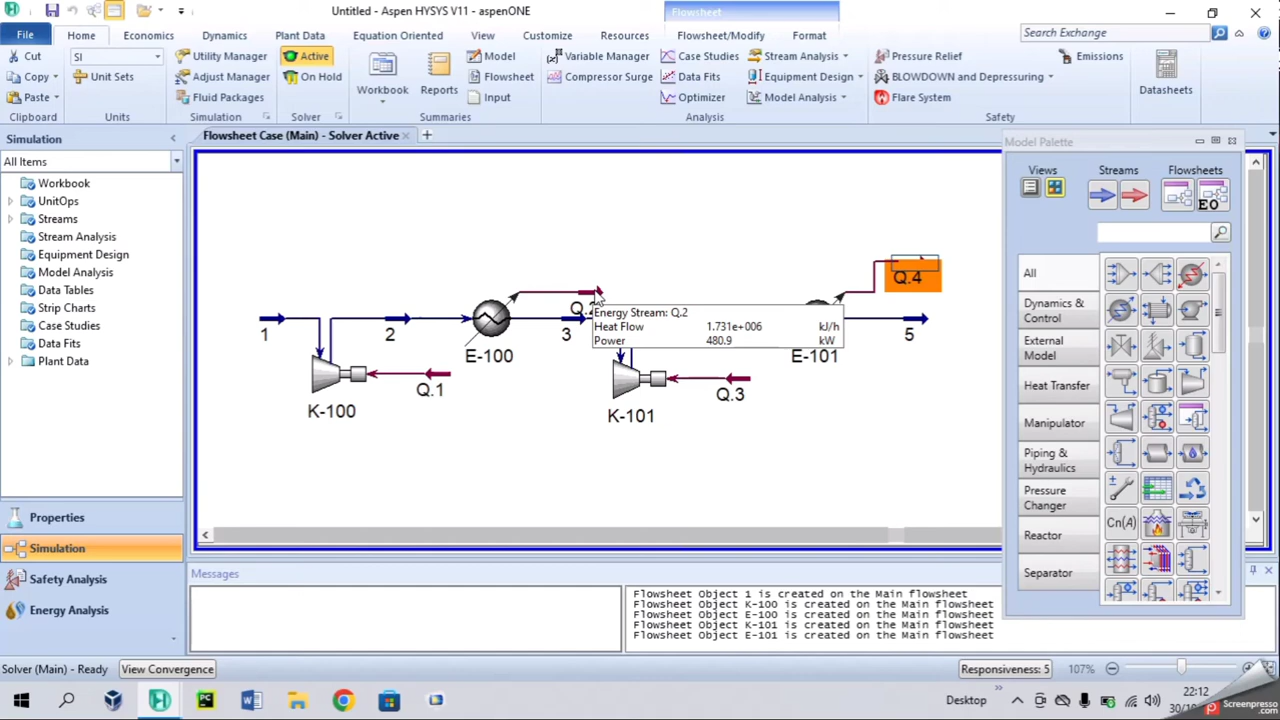 Untitled - Aspen HYSYS V11 - aspenONE
Flowsheet
File
Home
Economics
Dynamics
Plant Data
Equation Oriented
View
Customize
Resources
Flowsheet/Modify
Format
Search Exchange
Cut
SI
Utility Manager
Active
Model
Variable Manager
Case Studies
Stream Analysis
Pressure Relief
Emissions
Copy
Unit Sets
Adjust Manager
On Hold
Workbook
Reports
Flowsheet
Compressor Surge
Data Fits
Equipment Design
BLOWDOWN and Depressuring
Datasheets
Paste
Fluid Packages
Input
Optimizer
Model Analysis
Flare System
Clipboard
Units
Simulation
Solver
Summaries
Analysis
Safety
Simulation
Flowsheet Case (Main) - Solver Active
Model Palette
All Items
Workbook
UnitOps
Streams
Stream Analysis
Equipment Design
Model Analysis
Data Tables
Strip Charts
Case Studies
Data Fits
Plant Data
Properties
Simulation
Safety Analysis
Energy Analysis
1
2
E-100
3
Energy Stream: Q.2
Heat Flow 1.731e+006 kJ/h
Power 480.9 kW
Q.4
5
E-101
K-100
Q.1
K-101
Q.3
Views
Streams
Flowsheets
EO
All
Dynamics &
Control
External
Model
Heat Transfer
Manipulator
Piping &
Hydraulics
Pressure
Changer
Reactor
Separator
Cn(A)
Messages
Flowsheet Object 1 is created on the Main flowsheet
Flowsheet Object K-100 is created on the Main flowsheet
Flowsheet Object E-100 is created on the Main flowsheet
Flowsheet Object K-101 is created on the Main flowsheet
Flowsheet Object E-101 is created on the Main flowsheet
Solver (Main) - Ready
View Convergence
Responsiveness: 5
107%
Desktop
22:12
Screenpresso
.com